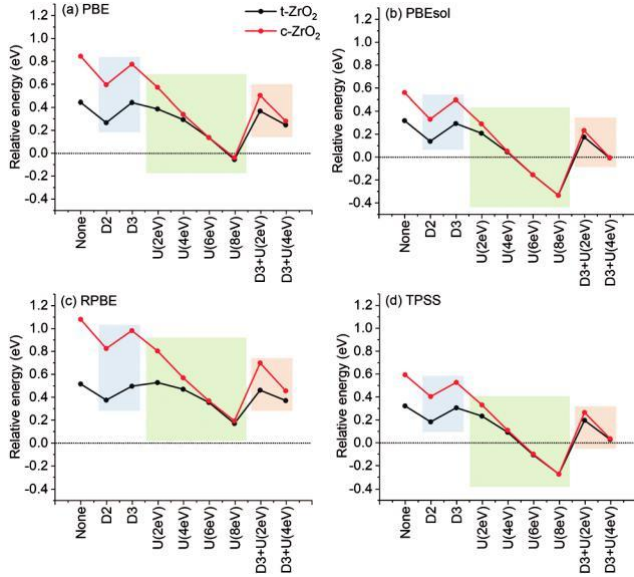 (a) PBE
t-ZrO2
c-ZrO2
Relative energy (eV)
1.2
1.0
0.8
0.6
0.4
0.2
0.0
-0.2
-0.4
None
D2
D3
U(2eV)
U(4eV)
U(6eV)
U(8eV)
D3+U(2eV)
D3+U(4eV)
(b) PBEsol
Relative energy (eV)
1.2
1.0
0.8
0.6
0.4
0.2
0.0
-0.2
-0.4
None
D2
D3
U(2eV)
U(4eV)
U(6eV)
U(8eV)
D3+U(2eV)
D3+U(4eV)
(c) RPBE
Relative energy (eV)
1.2
1.0
0.8
0.6
0.4
0.2
0.0
-0.2
-0.4
None
D2
D3
U(2eV)
U(4eV)
U(6eV)
U(8eV)
D3+U(2eV)
D3+U(4eV)
(d) TPSS
Relative energy (eV)
1.2
1.0
0.8
0.6
0.4
0.2
0.0
-0.2
-0.4
None
D2
D3
U(2eV)
U(4eV)
U(6eV)
U(8eV)
D3+U(2eV)
D3+U(4eV)